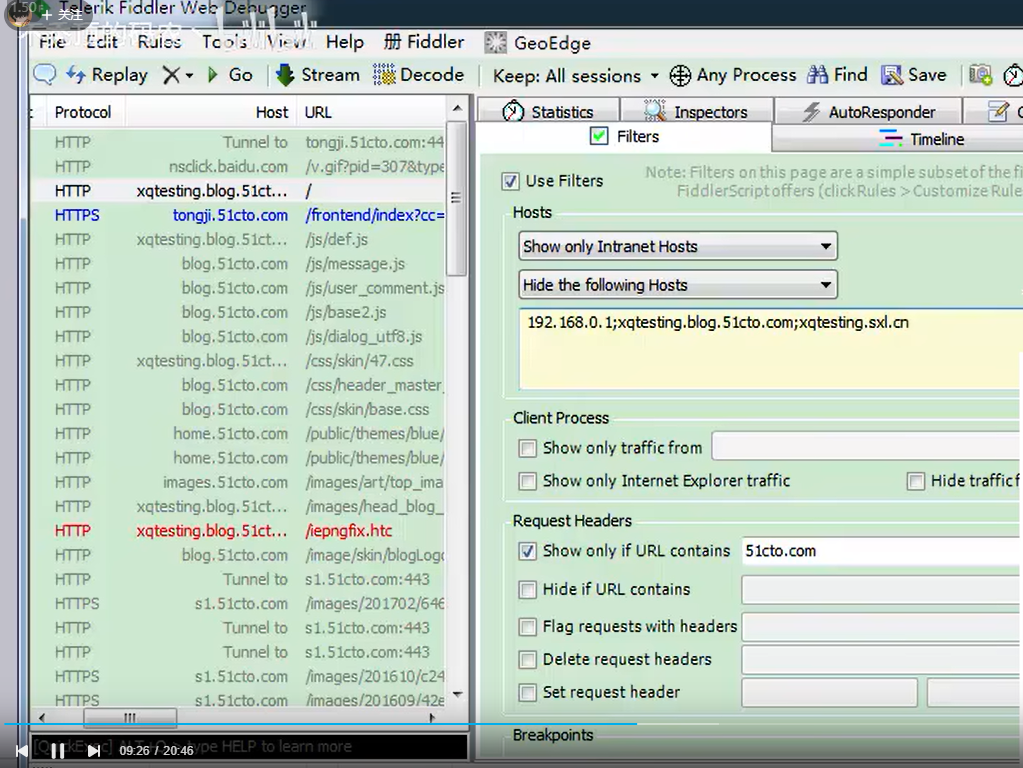 1.50
+ 关注
Telerik Fiddler Web Debugger
File Edit Rules Tools View Help Fiddler GeoEdge
Replay Go Stream Decode Keep: All sessions Any Process Find Save
Protocol Host URL
HTTP Tunnel to tongji.51cto.com:44
HTTP nsclick.baidu.com /v.gif?pid=307&type
HTTP xqtesting.blog.51ct... /
HTTPS tongji.51cto.com /frontend/index?cc=
HTTP xqtesting.blog.51ct... /js/def.js
HTTP blog.51cto.com /js/message.js
HTTP blog.51cto.com /js/user_comment.js
HTTP blog.51cto.com /js/base2.js
HTTP blog.51cto.com /js/dialog_utf8.js
HTTP xqtesting.blog.51ct... /css/skin/47.css
HTTP blog.51cto.com /css/header_master_
HTTP blog.51cto.com /css/skin/base.css
HTTP home.51cto.com /public/themes/blue/
HTTP home.51cto.com /public/themes/blue/
HTTP images.51cto.com /images/art/top_ima
HTTP xqtesting.blog.51ct... /images/head_blog_
HTTP xqtesting.blog.51ct... /iepngfix.htc
HTTP blog.51cto.com /image/skin/blogLogo
HTTP Tunnel to s1.51cto.com:443
HTTPS s1.51cto.com /images/201702/646
HTTP Tunnel to s1.51cto.com:443
HTTP Tunnel to s1.51cto.com:443
HTTPS s1.51cto.com /images/201610/c24
HTTPS s1.51cto.com /images/201609/42e
[QuickExec] ALT+Q > type HELP to learn more
09:26 / 20:46
Statistics Inspectors AutoResponder
Filters Timeline
Use Filters
Note: Filters on this page are a simple subset of the fi
FiddlerScript offers (click Rules > Customize Rule
Hosts
Show only Intranet Hosts
Hide the following Hosts
192.168.0.1;xqtesting.blog.51cto.com;xqtesting.sxl.cn
Client Process
Show only traffic from
Show only Internet Explorer traffic Hide traffic f
Request Headers
Show only if URL contains 51cto.com
Hide if URL contains
Flag requests with headers
Delete request headers
Set request header
Breakpoints